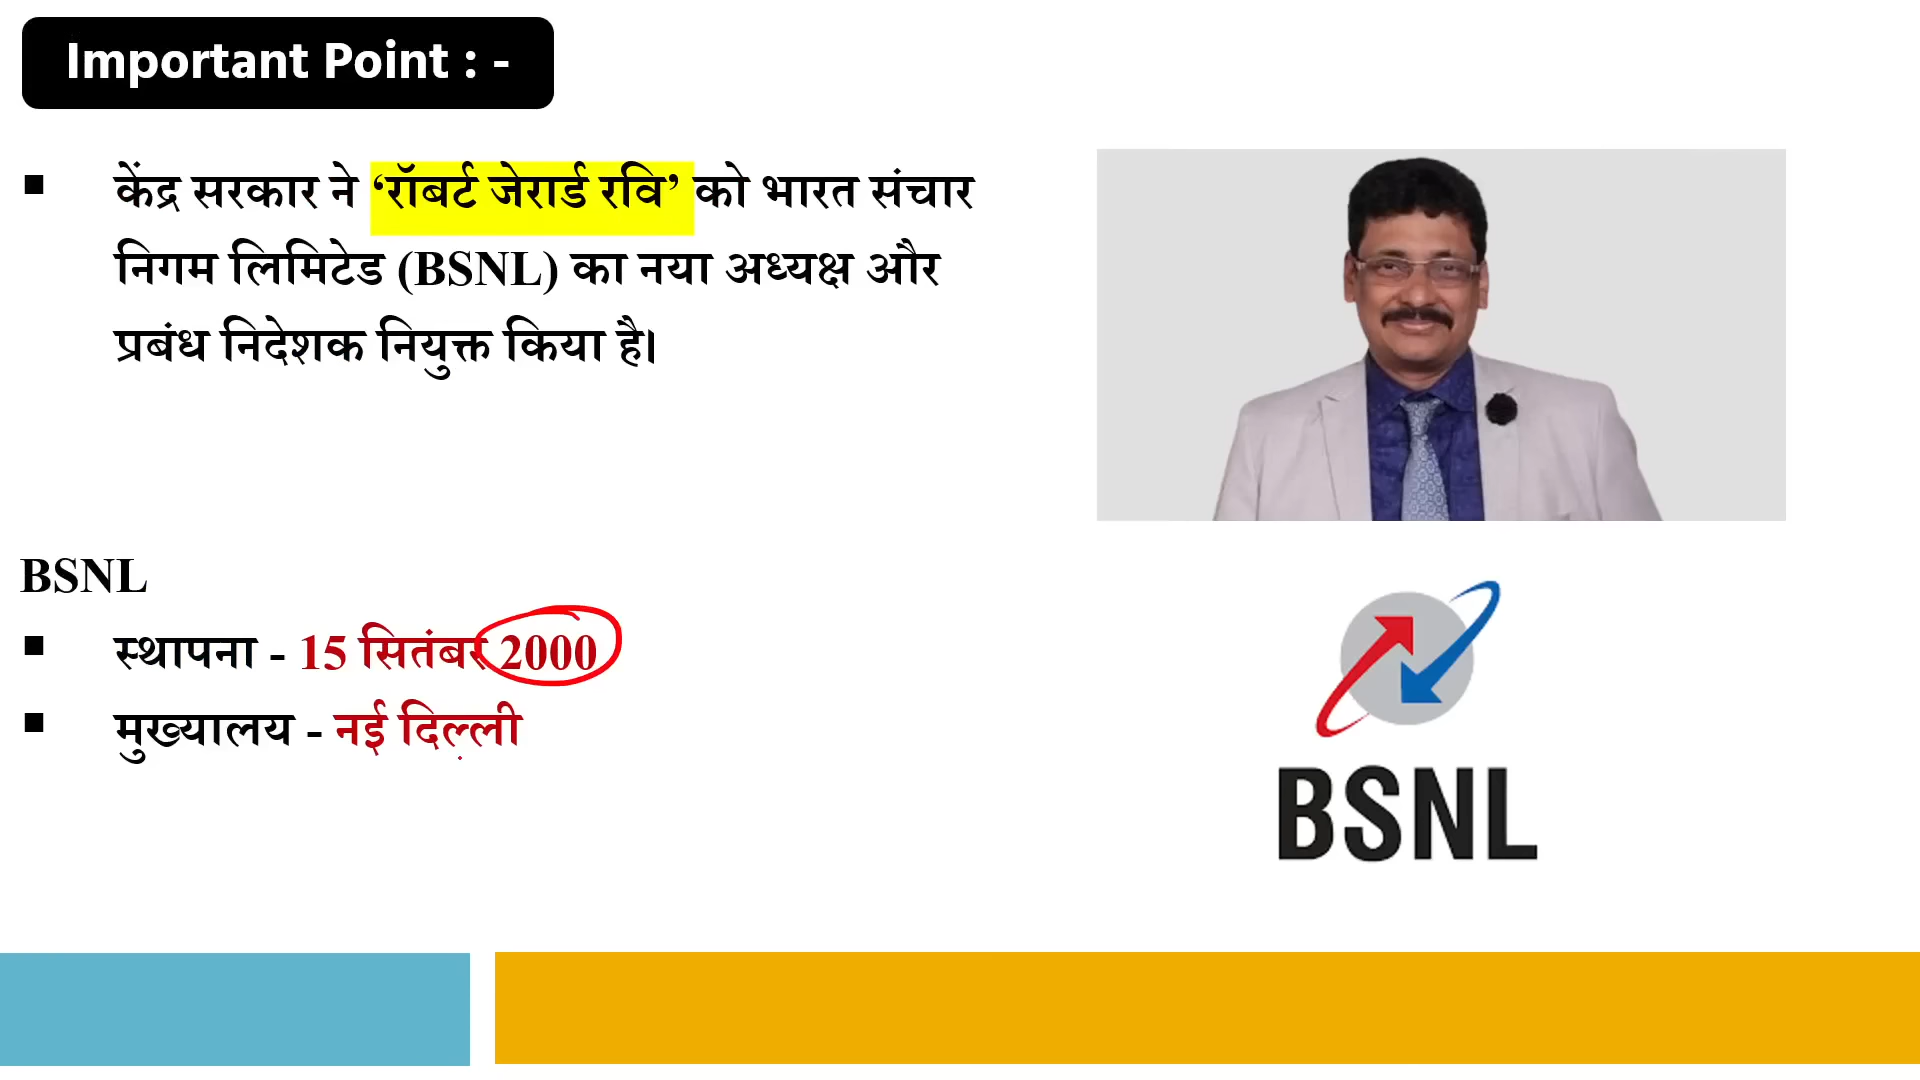 Important Point : -
▪ केंद्र सरकार ने ‘रॉबर्ट जेरार्ड रवि’ को भारत संचार
निगम लिमिटेड (BSNL) का नया अध्यक्ष और
प्रबंध निदेशक नियुक्त किया है।
BSNL
▪ स्थापना - 15 सितंबर 2000
▪ मुख्यालय - नई दिल्ली
BSNL